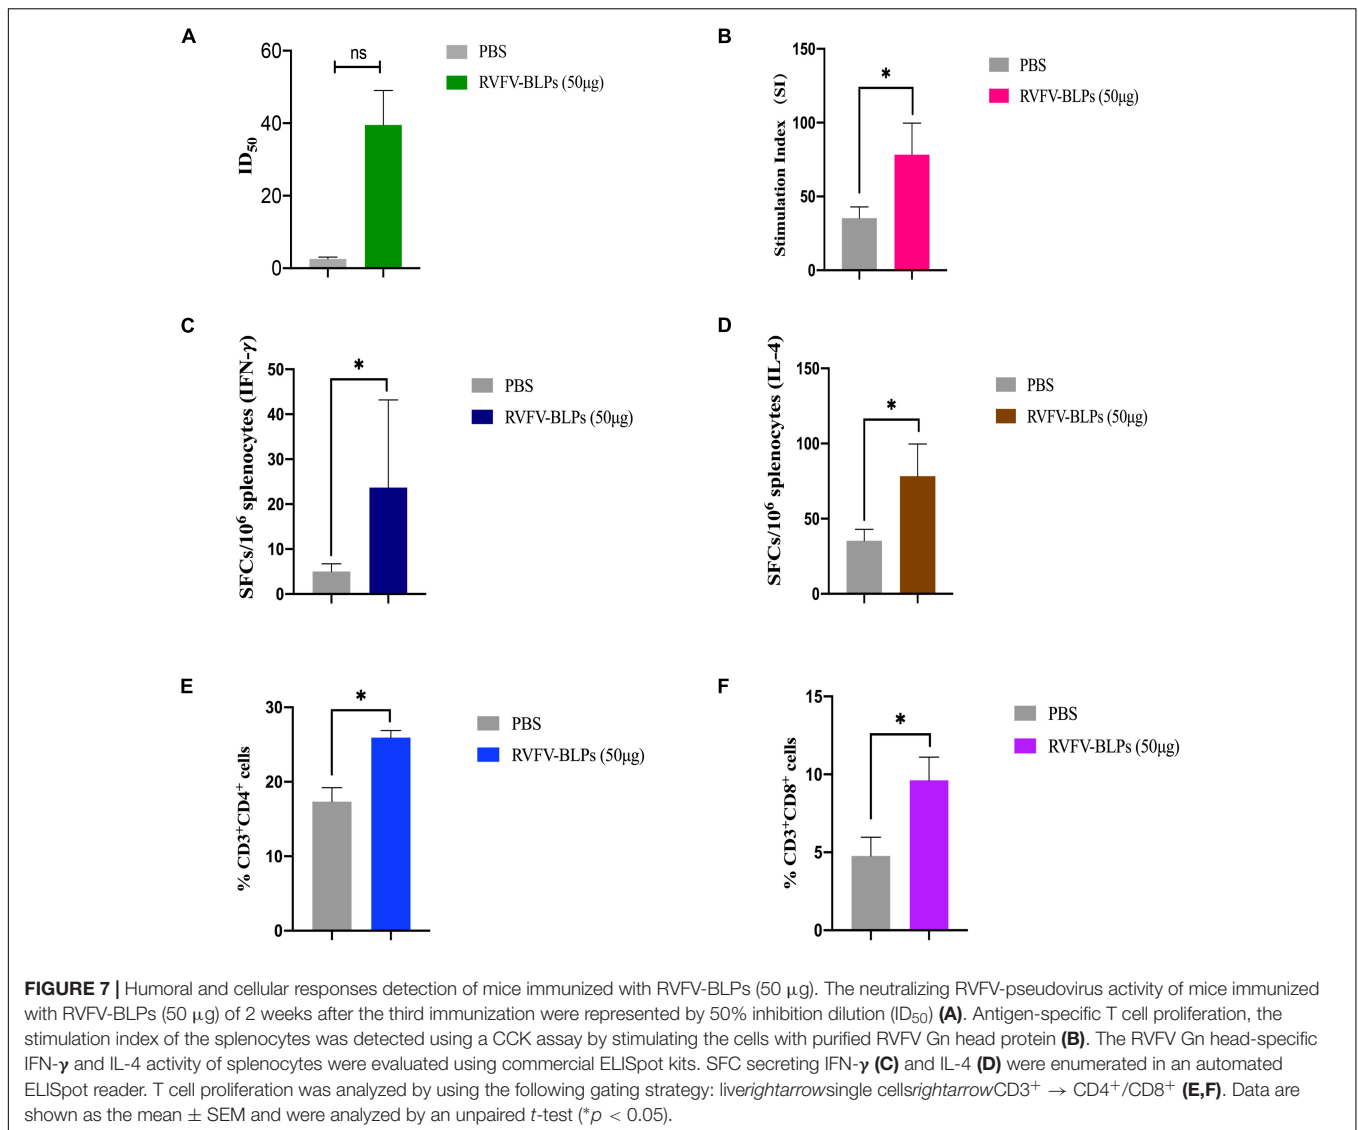 A
60
40
20
0
ID50
ns
PBS
RVFV-BLPs (50μg)
B
150
100
50
0
Stimulation Index（SI）
*
PBS
RVFV-BLPs (50μg)
C
50
40
30
20
10
0
SFCs/10⁶ splenocytes (IFN-γ)
*
PBS
RVFV-BLPs (50μg)
D
150
100
50
0
SFCs/10⁶ splenocytes (IL-4)
*
PBS
RVFV-BLPs (50μg)
E
30
20
10
0
% CD3⁺CD4⁺ cells
*
PBS
RVFV-BLPs (50μg)
F
15
10
5
0
% CD3⁺CD8⁺ cells
*
PBS
RVFV-BLPs (50μg)
FIGURE 7 | Humoral and cellular responses detection of mice immunized with RVFV-BLPs (50 μg). The neutralizing RVFV-pseudovirus activity of mice immunized
with RVFV-BLPs (50 μg) of 2 weeks after the third immunization were represented by 50% inhibition dilution (ID₅₀) (A). Antigen-specific T cell proliferation, the
stimulation index of the splenocytes was detected using a CCK assay by stimulating the cells with purified RVFV Gn head protein (B). The RVFV Gn head-specific
IFN-γ and IL-4 activity of splenocytes were evaluated using commercial ELISpot kits. SFC secreting IFN-γ (C) and IL-4 (D) were enumerated in an automated
ELISpot reader. T cell proliferation was analyzed by using the following gating strategy: liverightarrowsingle cellsrightarrowCD3⁺ → CD4⁺/CD8⁺ (E,F). Data are
shown as the mean ± SEM and were analyzed by an unpaired t-test (*p < 0.05).